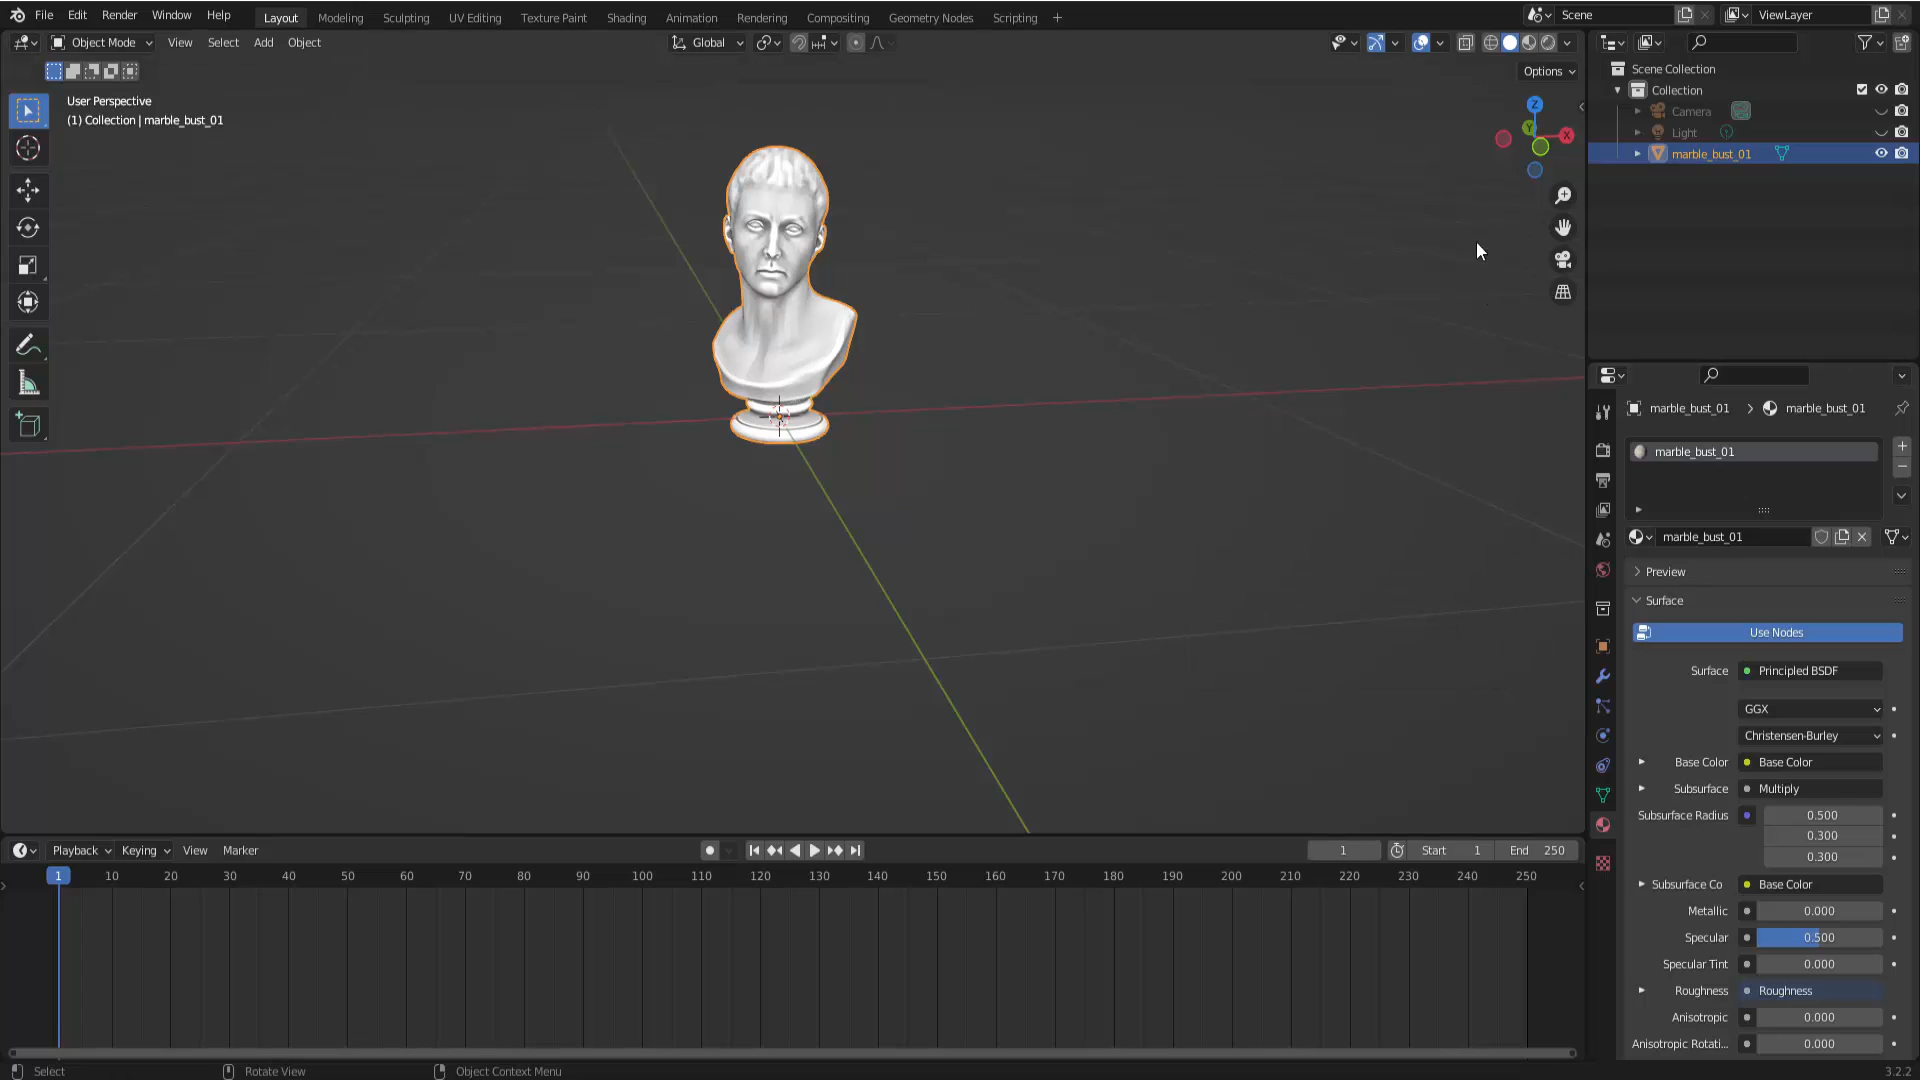 File Edit Render Window Help Layout Modeling Sculpting UV Editing Texture Paint Shading Animation Rendering Compositing Geometry Nodes Scripting + Scene ViewLayer
Object Mode View Select Add Object Global
Options
User Perspective
(1) Collection | marble_bust_01
Z
Y
X
Scene Collection
Collection
Camera
Light
marble_bust_01
marble_bust_01 > marble_bust_01
marble_bust_01
marble_bust_01
Preview
Surface
Use Nodes
Surface Principled BSDF
GGX
Christensen-Burley
Base Color Base Color
Subsurface Multiply
Subsurface Radius 0.500
0.300
0.300
Subsurface Co Base Color
Metallic 0.000
Specular 0.500
Specular Tint 0.000
Roughness Roughness
Anisotropic 0.000
Anisotropic Rotati... 0.000
Playback Keying View Marker 1 Start 1 End 250
1 10 20 30 40 50 60 70 80 90 100 110 120 130 140 150 160 170 180 190 200 210 220 230 240 250
Select Rotate View Object Context Menu 3.2.2